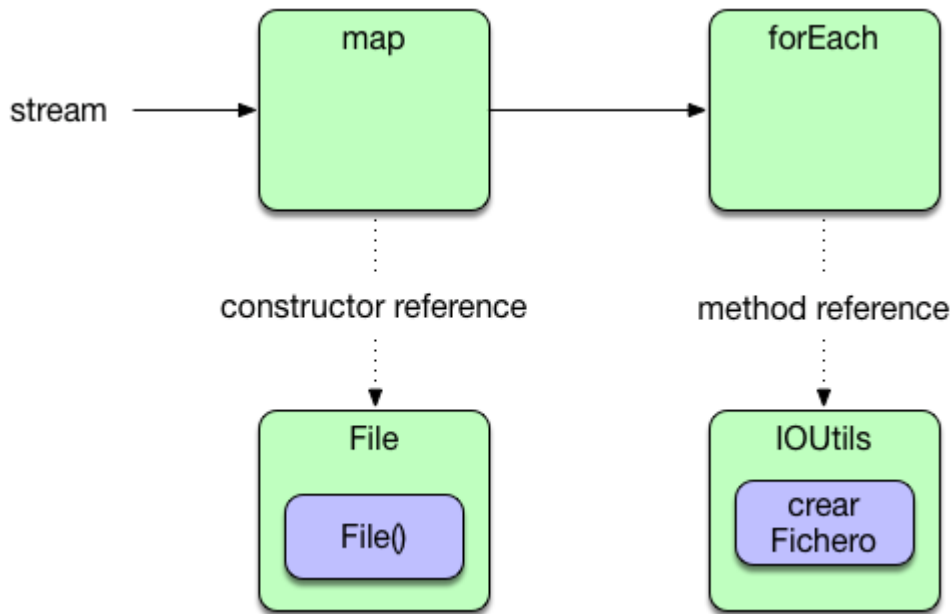 map
forEach
stream
constructor reference
method reference
File
IOUtils
File()
crear
Fichero